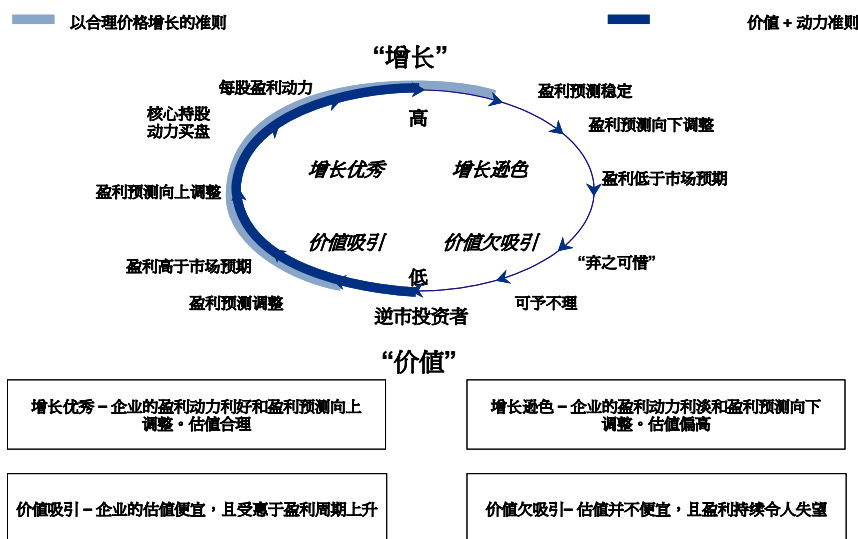 以合理价格增长的准则
价值 + 动力准则
“增长”
每股盈利动力
盈利预测稳定
核心持股
动力买盘
高
盈利预测向下调整
增长优秀
增长逊色
盈利预测向上调整
盈利低于市场预期
价值吸引
价值欠吸引
盈利高于市场预期
“弃之可惜”
低
盈利预测调整
可予不理
逆市投资者
“价值”
增长优秀 – 企业的盈利动力利好和盈利预测向上
调整。估值合理
增长逊色 – 企业的盈利动力利淡和盈利预测向下
调整。估值偏高
价值吸引 – 企业的估值便宜，且受惠于盈利周期上升
价值欠吸引– 估值并不便宜，且盈利持续令人失望